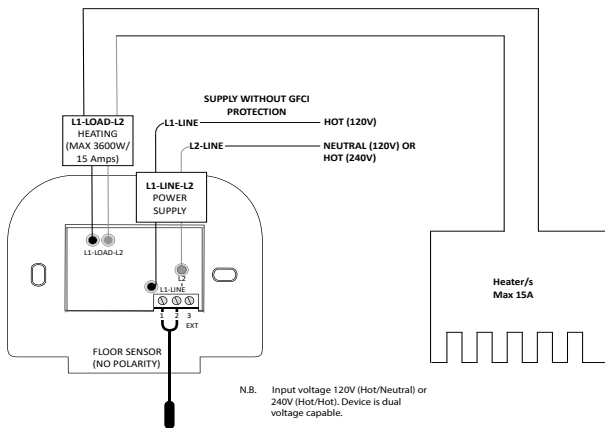 SUPPLY WITHOUT GFCI
PROTECTION
L1-LINE
HOT (120V)
L2-LINE
NEUTRAL (120V) OR
HOT (240V)
L1-LOAD-L2
HEATING
(MAX 3600W/
15 Amps)
L1-LINE-L2
POWER
SUPPLY
L1-LOAD-L2
L2
L1-LINE
1 2 3
EXT
FLOOR SENSOR
(NO POLARITY)
Heater/s
Max 15A
N.B. Input voltage 120V (Hot/Neutral) or
240V (Hot/Hot). Device is dual
voltage capable.